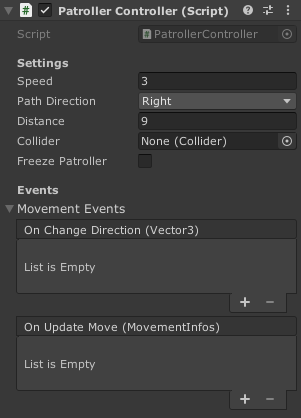 Patroller Controller (Script)
Script PatrollerController
Settings
Speed 3
Path Direction Right
Distance 9
Collider None (Collider)
Freeze Patroller
Events
Movement Events
On Change Direction (Vector3)
List is Empty
+ −
On Update Move (MovementInfos)
List is Empty
+ −